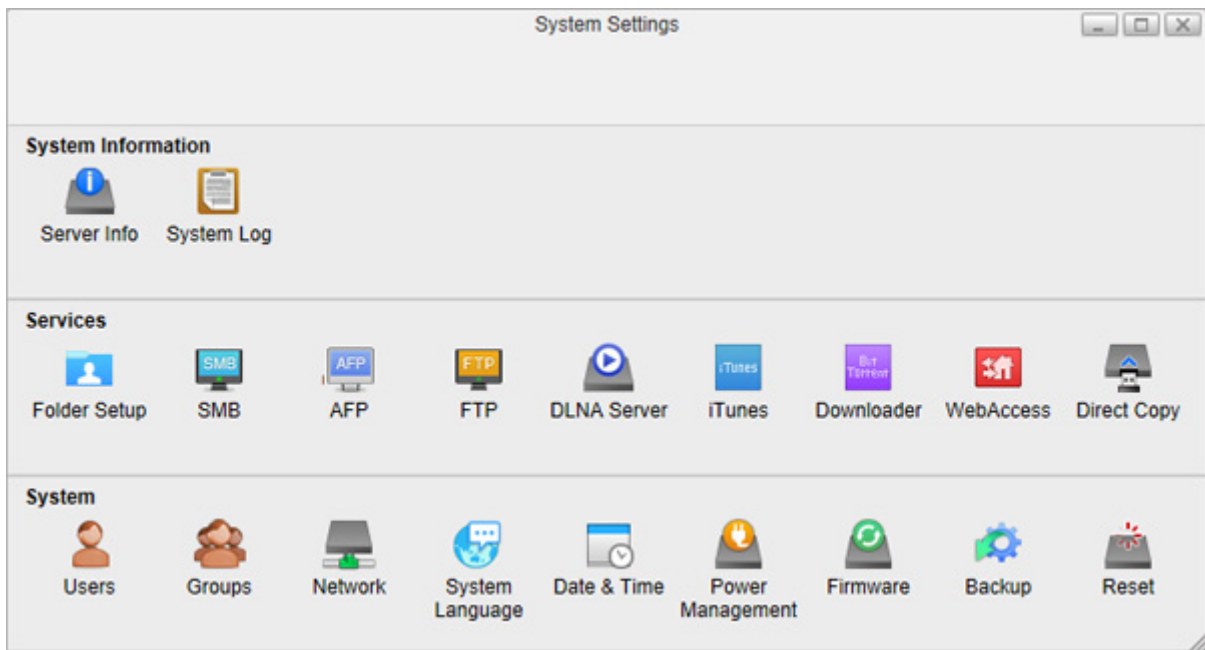 System Settings
System Information
Server Info
System Log
Services
SMB
AFP
FTP
iTunes
Bit
Torrent
Folder Setup
SMB
AFP
FTP
DLNA Server
iTunes
Downloader
WebAccess
Direct Copy
System
Users
Groups
Network
System
Language
Date & Time
Power
Management
Firmware
Backup
Reset